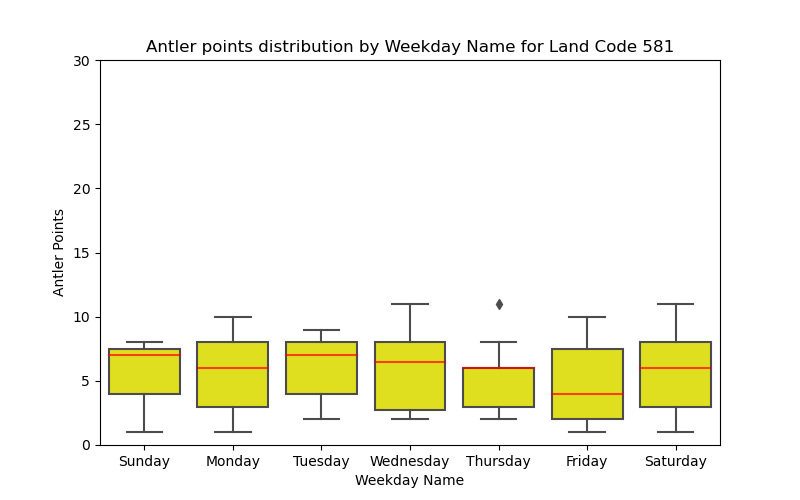 Antler points distribution by Weekday Name for Land Code 581
30
25
20
15
10
5
0
Antler Points
Sunday Monday Tuesday Wednesday Thursday Friday Saturday
Weekday Name